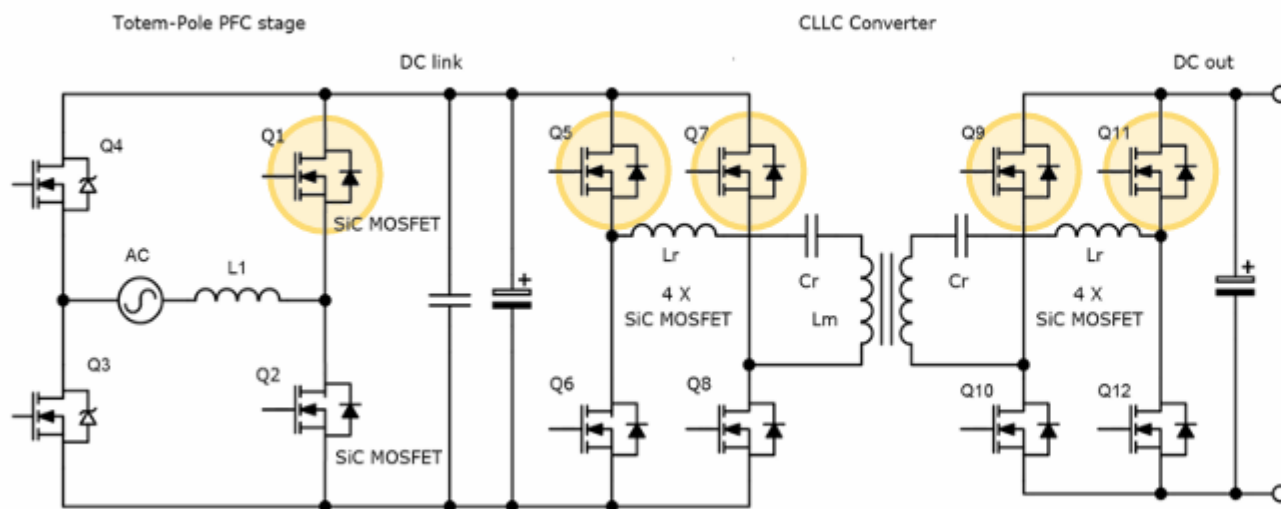 Totem-Pole PFC stage
CLLC Converter
DC link
DC out
Q4
Q1
Q5
Q7
Q9
Q11
SiC MOSFET
AC
L1
+
Lr
Cr
Cr
Lr
+
4 X
SiC MOSFET
Lm
4 X
SiC MOSFET
Q3
Q2
Q6
Q8
Q10
Q12
SiC MOSFET